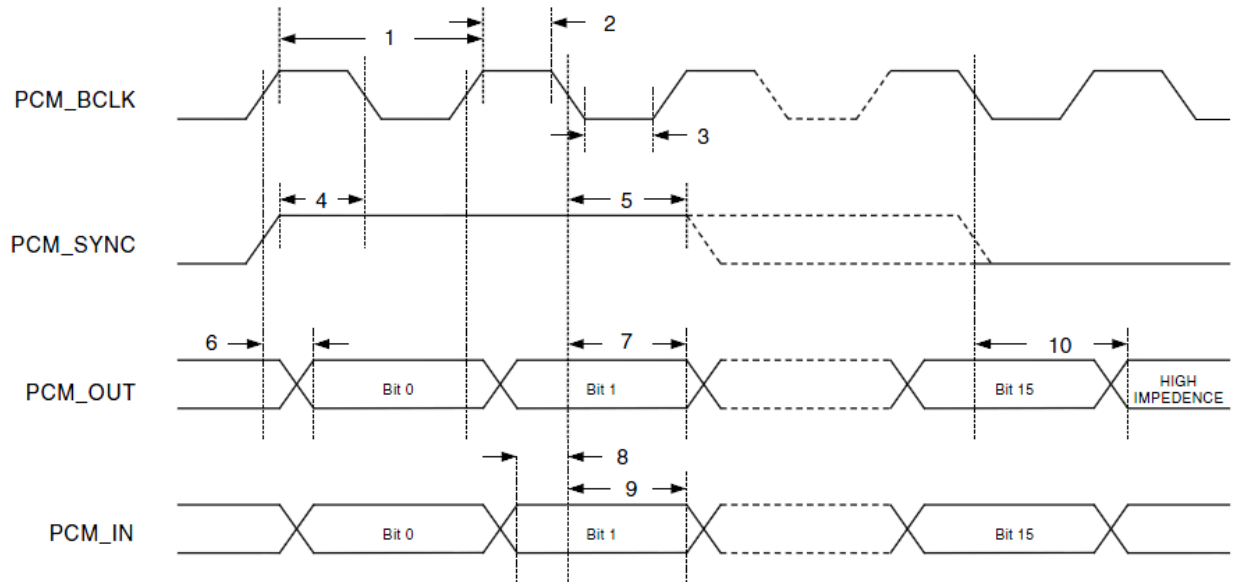 1
2
PCM_BCLK
3
4
5
PCM_SYNC
6
7
10
PCM_OUT
Bit 0
Bit 1
Bit 15
HIGH
IMPEDENCE
8
9
PCM_IN
Bit 0
Bit 1
Bit 15